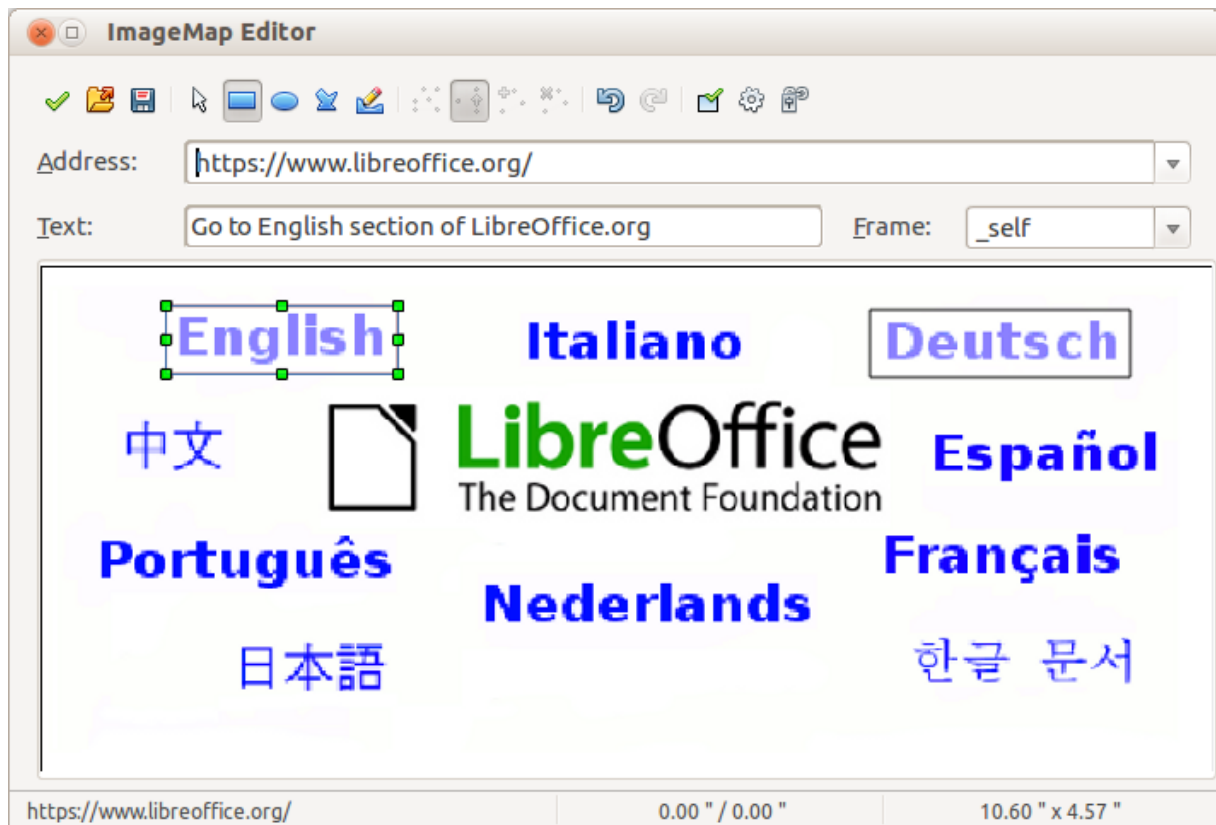 ImageMap Editor
Address: https://www.libreoffice.org/
Text: Go to English section of LibreOffice.org Frame: _self
English Italiano Deutsch
中文 LibreOffice Español
The Document Foundation
Português Français
Nederlands
日本語 한글 문서
https://www.libreoffice.org/ 0.00 " / 0.00 " 10.60 " x 4.57 "